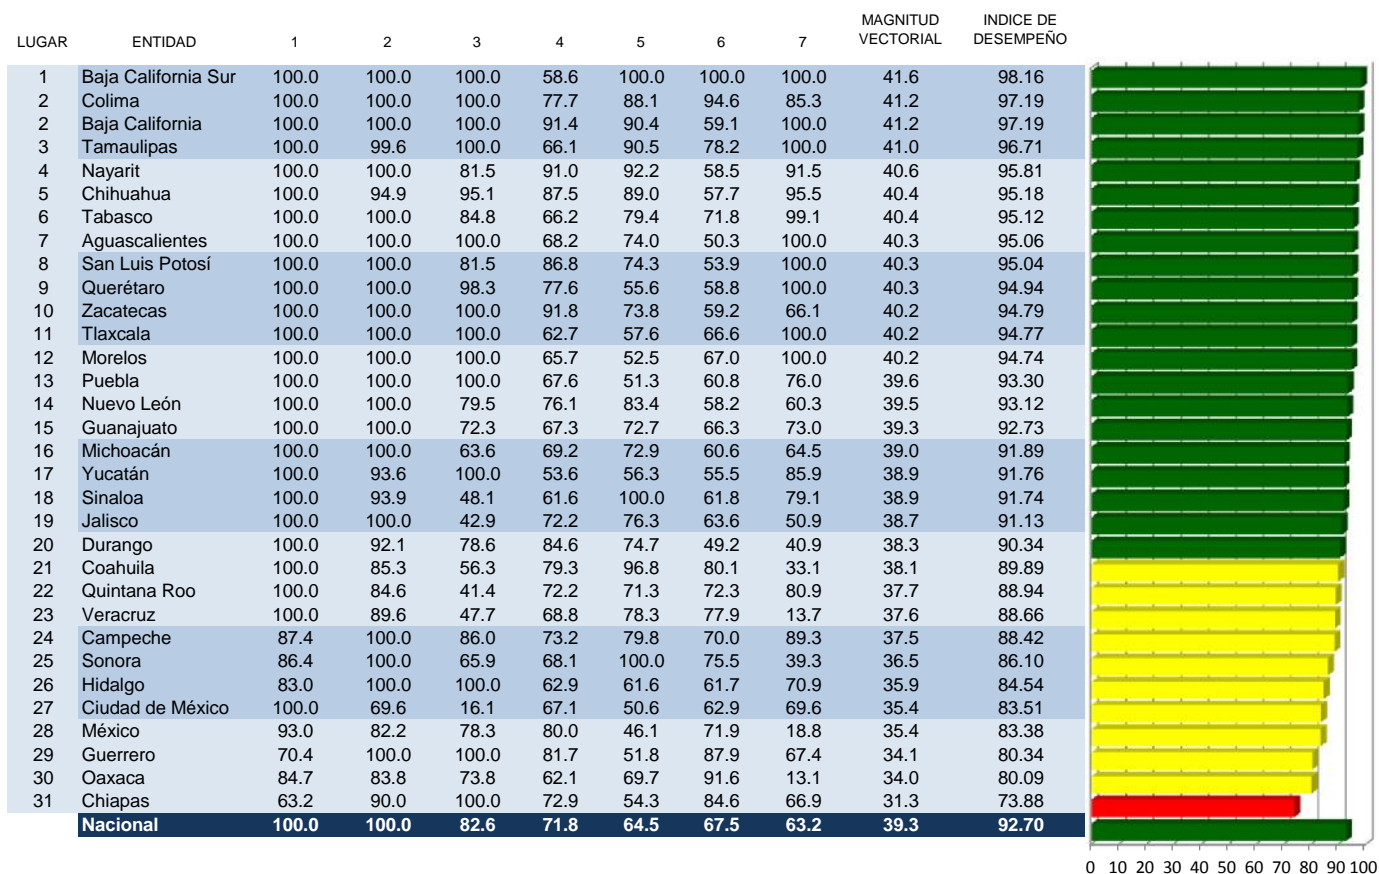 LUGAR ENTIDAD 1 2 3 4 5 6 7 MAGNITUD VECTORIAL INDICE DE DESEMPEÑO
1 Baja California Sur 100.0 100.0 100.0 58.6 100.0 100.0 100.0 41.6 98.16
2 Colima 100.0 100.0 100.0 77.7 88.1 94.6 85.3 41.2 97.19
2 Baja California 100.0 100.0 100.0 91.4 90.4 59.1 100.0 41.2 97.19
3 Tamaulipas 100.0 99.6 100.0 66.1 90.5 78.2 100.0 41.0 96.71
4 Nayarit 100.0 100.0 81.5 91.0 92.2 58.5 91.5 40.6 95.81
5 Chihuahua 100.0 94.9 95.1 87.5 89.0 57.7 95.5 40.4 95.18
6 Tabasco 100.0 100.0 84.8 66.2 79.4 71.8 99.1 40.4 95.12
7 Aguascalientes 100.0 100.0 100.0 68.2 74.0 50.3 100.0 40.3 95.06
8 San Luis Potosí 100.0 100.0 81.5 86.8 74.3 53.9 100.0 40.3 95.04
9 Querétaro 100.0 100.0 98.3 77.6 55.6 58.8 100.0 40.3 94.94
10 Zacatecas 100.0 100.0 100.0 91.8 73.8 59.2 66.1 40.2 94.79
11 Tlaxcala 100.0 100.0 100.0 62.7 57.6 66.6 100.0 40.2 94.77
12 Morelos 100.0 100.0 100.0 65.7 52.5 67.0 100.0 40.2 94.74
13 Puebla 100.0 100.0 100.0 67.6 51.3 60.8 76.0 39.6 93.30
14 Nuevo León 100.0 100.0 79.5 76.1 83.4 58.2 60.3 39.5 93.12
15 Guanajuato 100.0 100.0 72.3 67.3 72.7 66.3 73.0 39.3 92.73
16 Michoacán 100.0 100.0 63.6 69.2 72.9 60.6 64.5 39.0 91.89
17 Yucatán 100.0 93.6 100.0 53.6 56.3 55.5 85.9 38.9 91.76
18 Sinaloa 100.0 93.9 48.1 61.6 100.0 61.8 79.1 38.9 91.74
19 Jalisco 100.0 100.0 42.9 72.2 76.3 63.6 50.9 38.7 91.13
20 Durango 100.0 92.1 78.6 84.6 74.7 49.2 40.9 38.3 90.34
21 Coahuila 100.0 85.3 56.3 79.3 96.8 80.1 33.1 38.1 89.89
22 Quintana Roo 100.0 84.6 41.4 72.2 71.3 72.3 80.9 37.7 88.94
23 Veracruz 100.0 89.6 47.7 68.8 78.3 77.9 13.7 37.6 88.66
24 Campeche 87.4 100.0 86.0 73.2 79.8 70.0 89.3 37.5 88.42
25 Sonora 86.4 100.0 65.9 68.1 100.0 75.5 39.3 36.5 86.10
26 Hidalgo 83.0 100.0 100.0 62.9 61.6 61.7 70.9 35.9 84.54
27 Ciudad de México 100.0 69.6 16.1 67.1 50.6 62.9 69.6 35.4 83.51
28 México 93.0 82.2 78.3 80.0 46.1 71.9 18.8 35.4 83.38
29 Guerrero 70.4 100.0 100.0 81.7 51.8 87.9 67.4 34.1 80.34
30 Oaxaca 84.7 83.8 73.8 62.1 69.7 91.6 13.1 34.0 80.09
31 Chiapas 63.2 90.0 100.0 72.9 54.3 84.6 66.9 31.3 73.88
Nacional 100.0 100.0 82.6 71.8 64.5 67.5 63.2 39.3 92.70
0 10 20 30 40 50 60 70 80 90 100